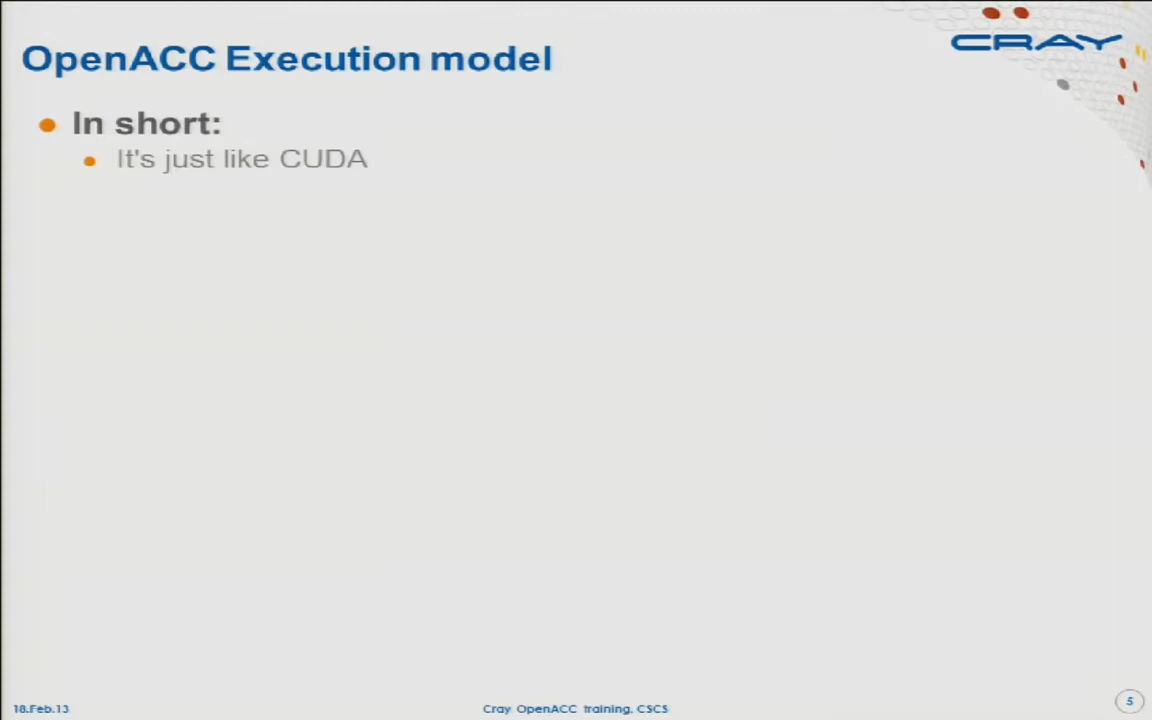 CRAY
OpenACC Execution model
In short:
It's just like CUDA
18.Feb.13
Cray OpenACC training, CSCS
5